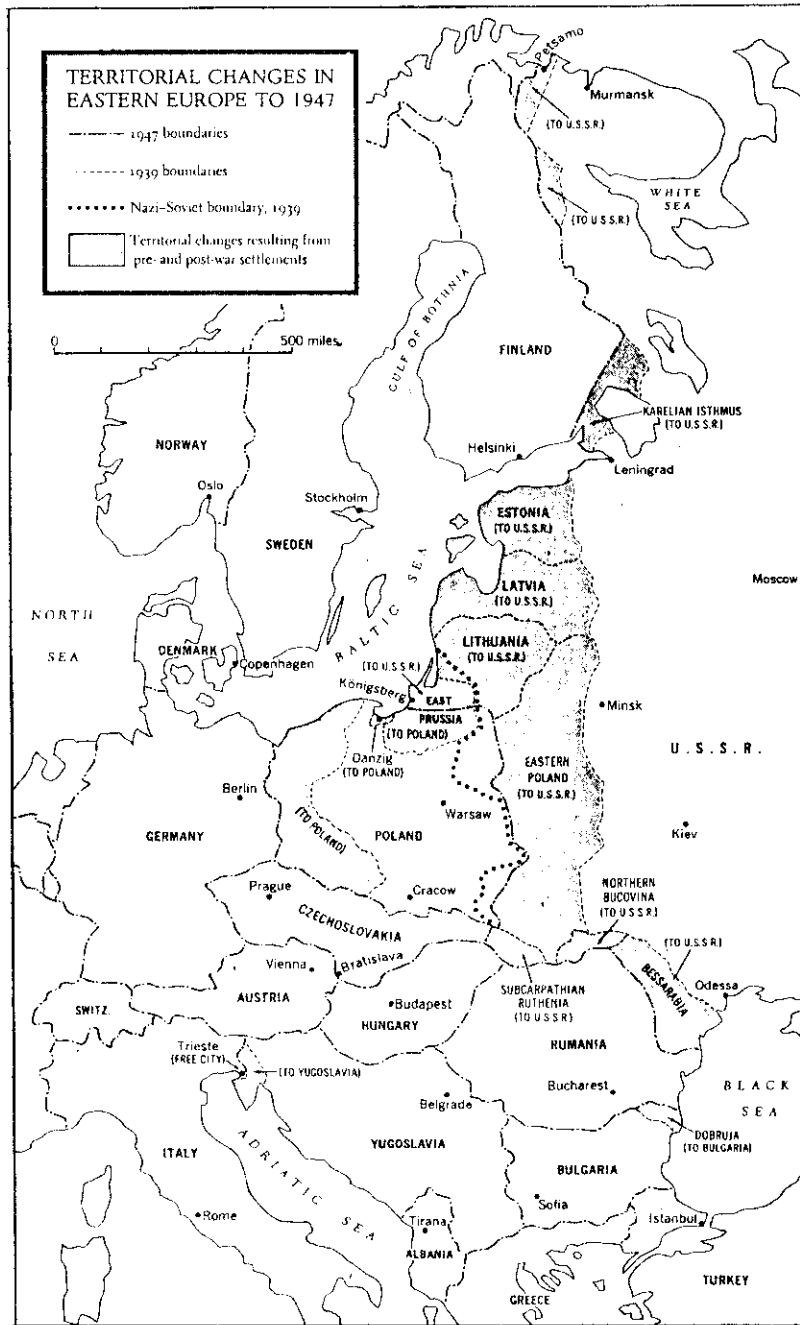 TERRITORIAL CHANGES IN
EASTERN EUROPE TO 1947
1947 boundaries
1939 boundaries
Nazi–Soviet boundary, 1939
Territorial changes resulting from
pre- and post-war settlements
0
500 miles
Petsamo
Murmansk
(TO U.S.S.R.)
WHITE
SEA
(TO U.S.S.R.)
GULF OF BOTHNIA
FINLAND
KARELIAN ISTHMUS
(TO U.S.S.R.)
NORWAY
Helsinki
Leningrad
Oslo
Stockholm
ESTONIA
(TO U.S.S.R.)
SWEDEN
LATVIA
(TO U.S.S.R.)
Moscow
NORTH
SEA
BALTIC SEA
LITHUANIA
(TO U.S.S.R.)
DENMARK
Copenhagen
(TO U.S.S.R.)
Königsberg
EAST
PRUSSIA
(TO POLAND)
Minsk
Danzig
(TO POLAND)
U.S.S.R.
EASTERN
POLAND
(TO U.S.S.R.)
Berlin
(TO POLAND)
Warsaw
GERMANY
POLAND
Kiev
Prague
Cracow
NORTHERN
BUCOVINA
(TO U.S.S.R.)
CZECHOSLOVAKIA
(TO U.S.S.R.)
Vienna
Bratislava
BESSARABIA
Odessa
AUSTRIA
SUBCARPATHIAN
RUTHENIA
(TO U.S.S.R.)
SWITZ.
Budapest
HUNGARY
RUMANIA
Trieste
(FREE CITY)
(TO YUGOSLAVIA)
Bucharest
BLACK
SEA
Belgrade
DOBRUJA
(TO BULGARIA)
YUGOSLAVIA
ITALY
ADRIATIC SEA
BULGARIA
Sofia
Rome
Tirana
Istanbul
ALBANIA
GREECE
TURKEY